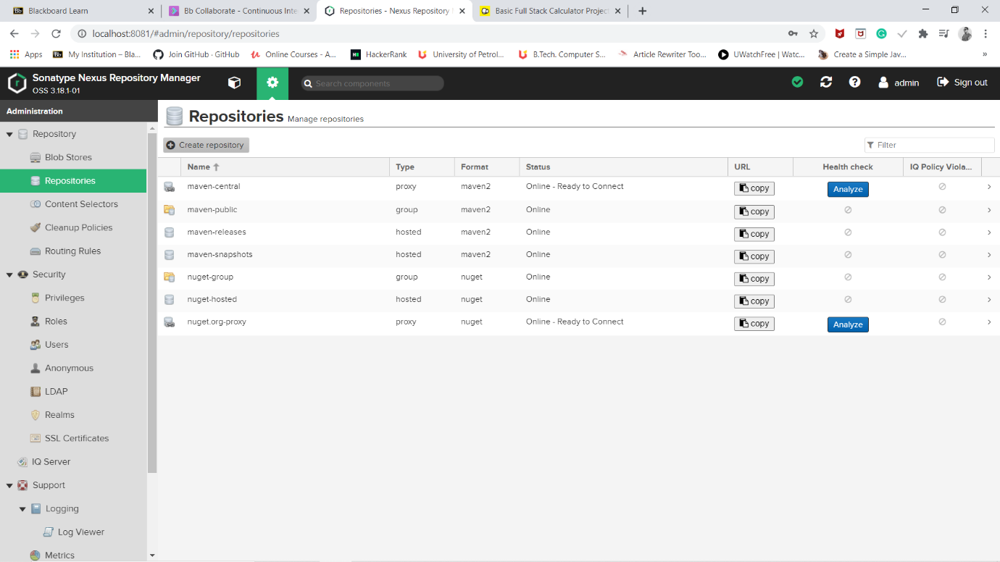 Blackboard Learn
Bb Collaborate - Continuous Inte
Repositories - Nexus Repository
Basic Full Stack Calculator Project
localhost:8081/#admin/repository/repositories
Apps My Institution – Bla... Join GitHub · GitHub Online Courses - A... HackerRank University of Petrol... B.Tech. Computer S... Article Rewriter Too... UWatchFree | Watc... Create a Simple Jav... »
Sonatype Nexus Repository Manager
OSS 3.18.1-01
Search components
admin
Sign out
Administration
Repository
Blob Stores
Repositories
Content Selectors
Cleanup Policies
Routing Rules
Security
Privileges
Roles
Users
Anonymous
LDAP
Realms
SSL Certificates
IQ Server
Support
Logging
Log Viewer
Metrics
Repositories Manage repositories
Create repository
Filter
Name Type Format Status URL Health check IQ Policy Viola...
maven-central proxy maven2 Online - Ready to Connect copy Analyze
maven-public group maven2 Online copy
maven-releases hosted maven2 Online copy
maven-snapshots hosted maven2 Online copy
nuget-group group nuget Online copy
nuget-hosted hosted nuget Online copy
nuget.org-proxy proxy nuget Online - Ready to Connect copy Analyze